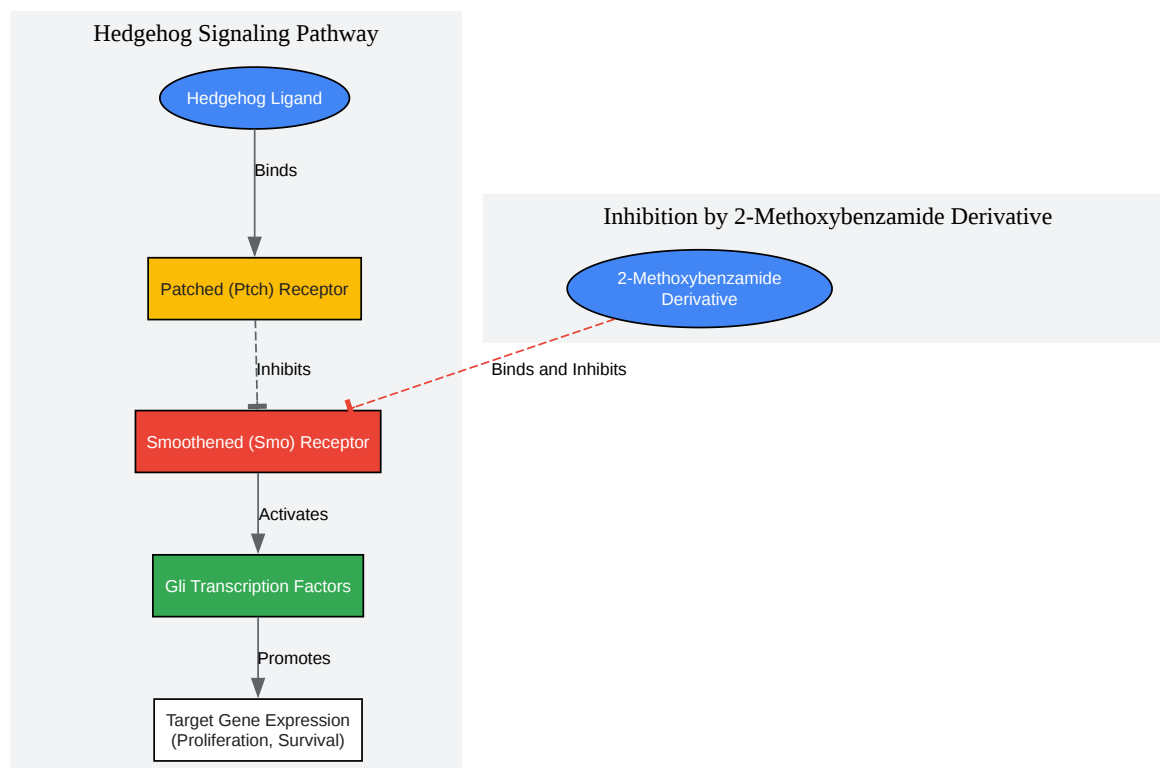 Hedgehog Signaling Pathway
Hedgehog Ligand
Binds
Inhibition by 2-Methoxybenzamide Derivative
2-Methoxybenzamide
Derivative
Patched (Ptch) Receptor
Inhibits
Binds and Inhibits
Smoothened (Smo) Receptor
Activates
Gli Transcription Factors
Promotes
Target Gene Expression
(Proliferation, Survival)